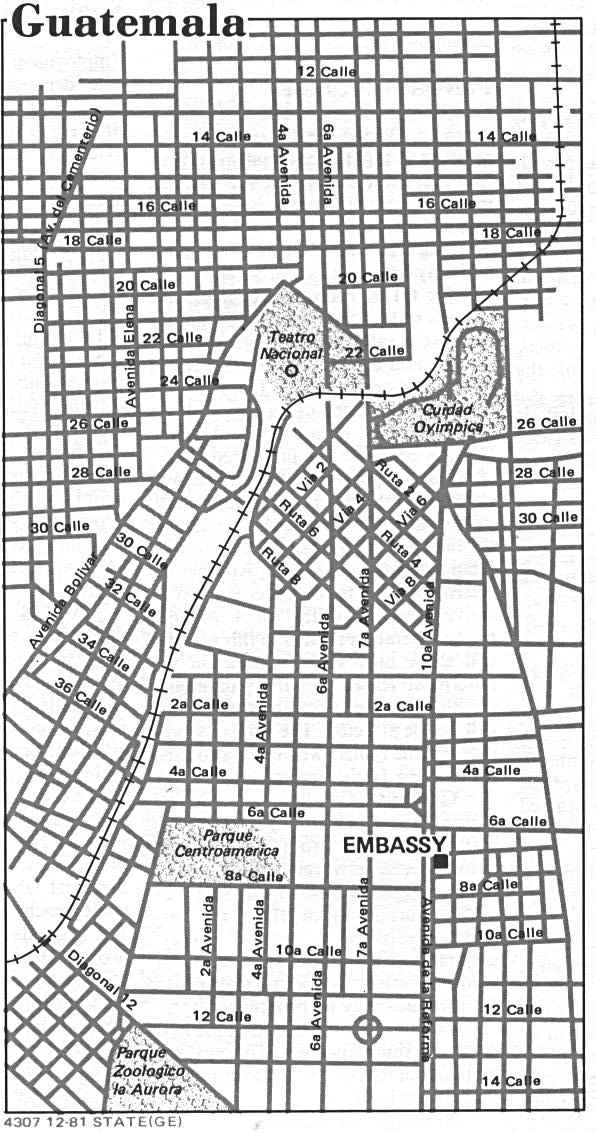 Guatemala
12 Calle
14 Calle
4a Avenida
6a Avenida
14 Calle
Diagonal 5 (Av. del Cementerio)
16 Calle
16 Calle
18 Calle
18 Calle
20 Calle
20 Calle
Avenida Elena
22 Calle
Teatro
Nacional
22 Calle
24 Calle
Cuidad
Oyimpica
26 Calle
26 Calle
28 Calle
Via 2
Ruta 2
Via 6
28 Calle
30 Calle
Ruta 6
Via 4
30 Calle
30 Calle
Ruta 4
Ruta 8
Via 8
Avenida Bolivar
32 Calle
7a Avenida
10a Avenida
6a Avenida
34 Calle
36 Calle
2a Calle
4a Avenida
2a Calle
4a Calle
4a Calle
6a Calle
6a Calle
Parque
Centroamerica
EMBASSY
8a Calle
8a Calle
2a Avenida
4a Avenida
7a Avenida
Avenida de la Reforma
10a Calle
10a Calle
Diagonal 12
6a Avenida
12 Calle
12 Calle
Parque
Zoologico
la Aurora
14 Calle
4307 12-81 STATE(GE)